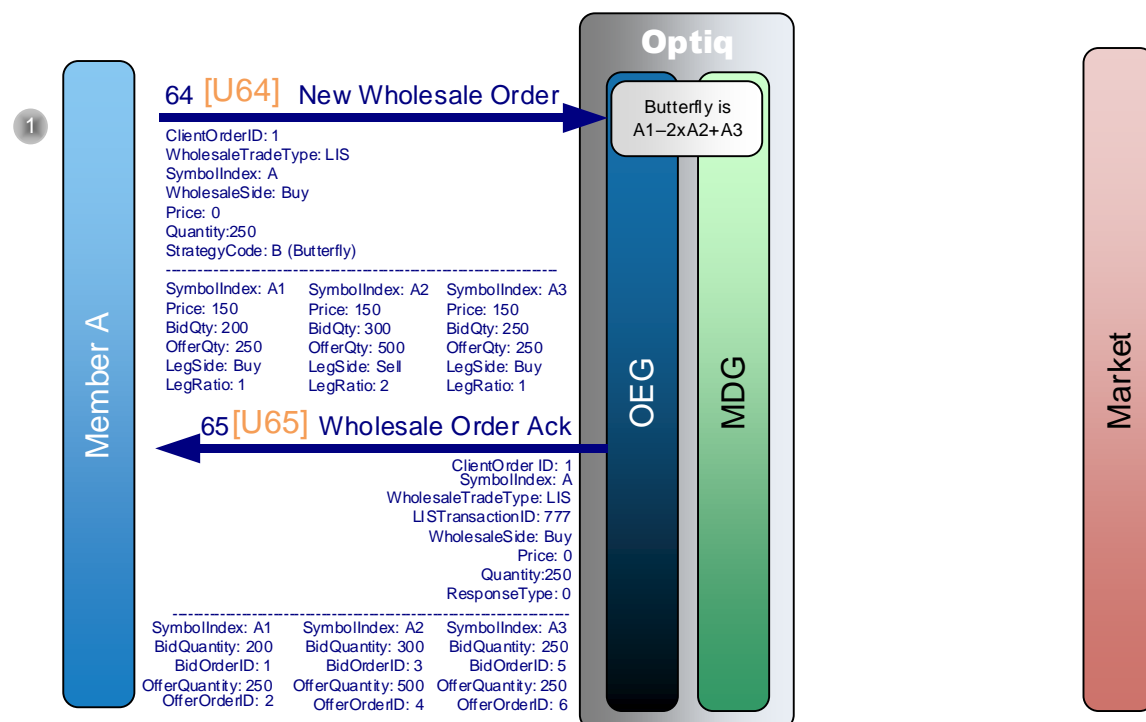 Optiq
64 [U64] New Wholesale Order
Butterfly is
A1–2xA2+A3
1
ClientOrderID: 1
WholesaleTradeType: LIS
SymbolIndex: A
WholesaleSide: Buy
Price: 0
Quantity:250
StrategyCode: B (Butterfly)
SymbolIndex: A1 SymbolIndex: A2 SymbolIndex: A3
Price: 150 Price: 150 Price: 150
BidQty: 200 BidQty: 300 BidQty: 250
OfferQty: 250 OfferQty: 500 OfferQty: 250
LegSide: Buy LegSide: Sell LegSide: Buy
LegRatio: 1 LegRatio: 2 LegRatio: 1
Member A
OEG
MDG
Market
65 [U65] Wholesale Order Ack
ClientOrder ID: 1
SymbolIndex: A
WholesaleTradeType: LIS
LISTransactionID: 777
WholesaleSide: Buy
Price: 0
Quantity:250
ResponseType: 0
SymbolIndex: A1 SymbolIndex: A2 SymbolIndex: A3
BidQuantity: 200 BidQuantity: 300 BidQuantity: 250
BidOrderID: 1 BidOrderID: 3 BidOrderID: 5
OfferQuantity: 250 OfferQuantity: 500 OfferQuantity: 250
OfferOrderID: 2 OfferOrderID: 4 OfferOrderID: 6